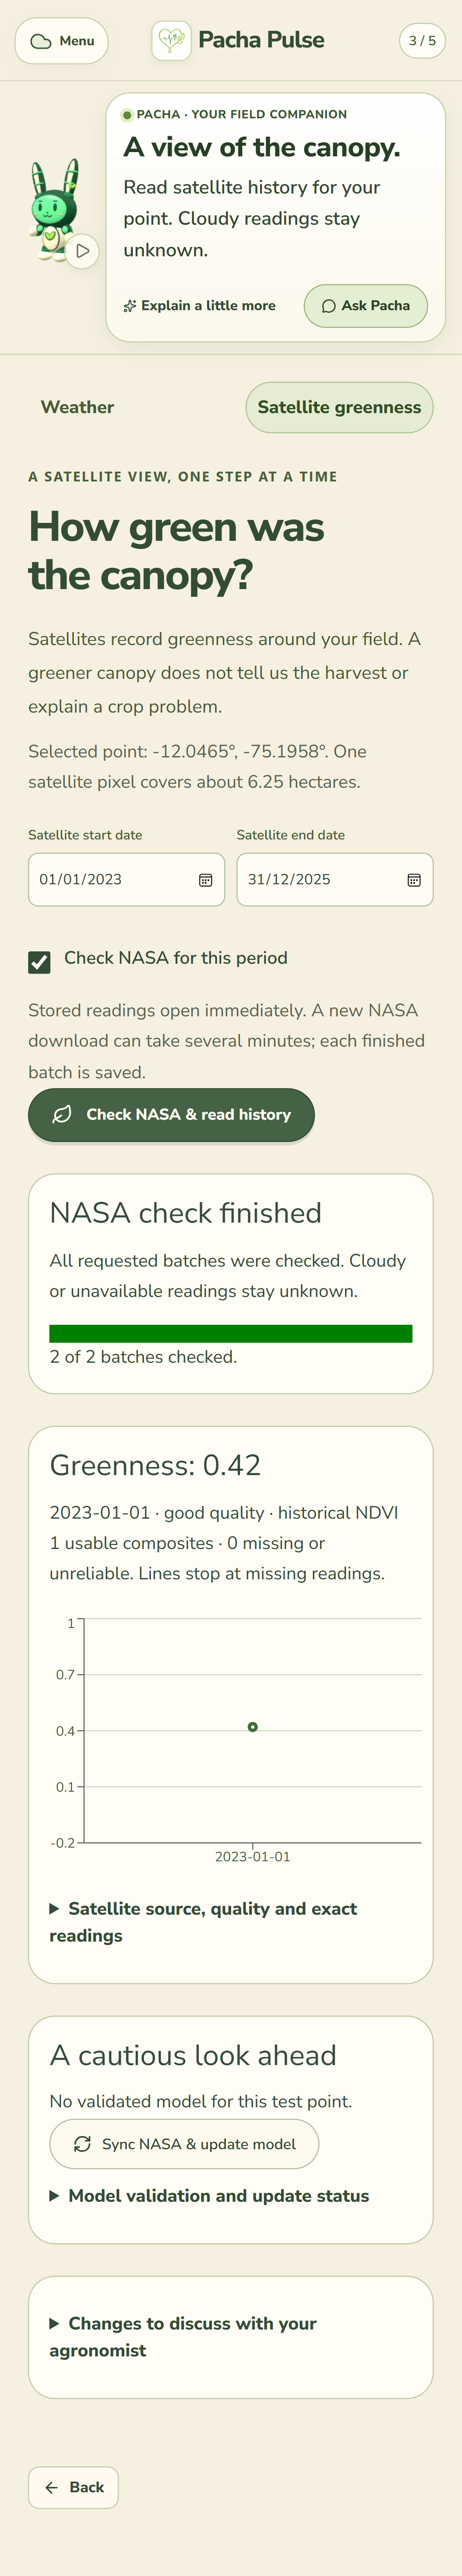 Menu
Pacha Pulse
3 / 5
PACHA · YOUR FIELD COMPANION
A view of the canopy.
Read satellite history for your
point. Cloudy readings stay
unknown.
Explain a little more
Ask Pacha
Weather
Satellite greenness
A SATELLITE VIEW, ONE STEP AT A TIME
How green was
the canopy?
Satellites record greenness around your field. A
greener canopy does not tell us the harvest or
explain a crop problem.
Selected point: -12.0465°, -75.1958°. One
satellite pixel covers about 6.25 hectares.
Satellite start date
Satellite end date
01/01/2023
31/12/2025
Check NASA for this period
Stored readings open immediately. A new NASA
download can take several minutes; each finished
batch is saved.
Check NASA & read history
NASA check finished
All requested batches were checked. Cloudy
or unavailable readings stay unknown.
2 of 2 batches checked.
Greenness: 0.42
2023-01-01 · good quality · historical NDVI
1 usable composites · 0 missing or
unreliable. Lines stop at missing readings.
1
0.7
0.4
0.1
-0.2
2023-01-01
Satellite source, quality and exact
readings
A cautious look ahead
No validated model for this test point.
Sync NASA & update model
Model validation and update status
Changes to discuss with your
agronomist
Back